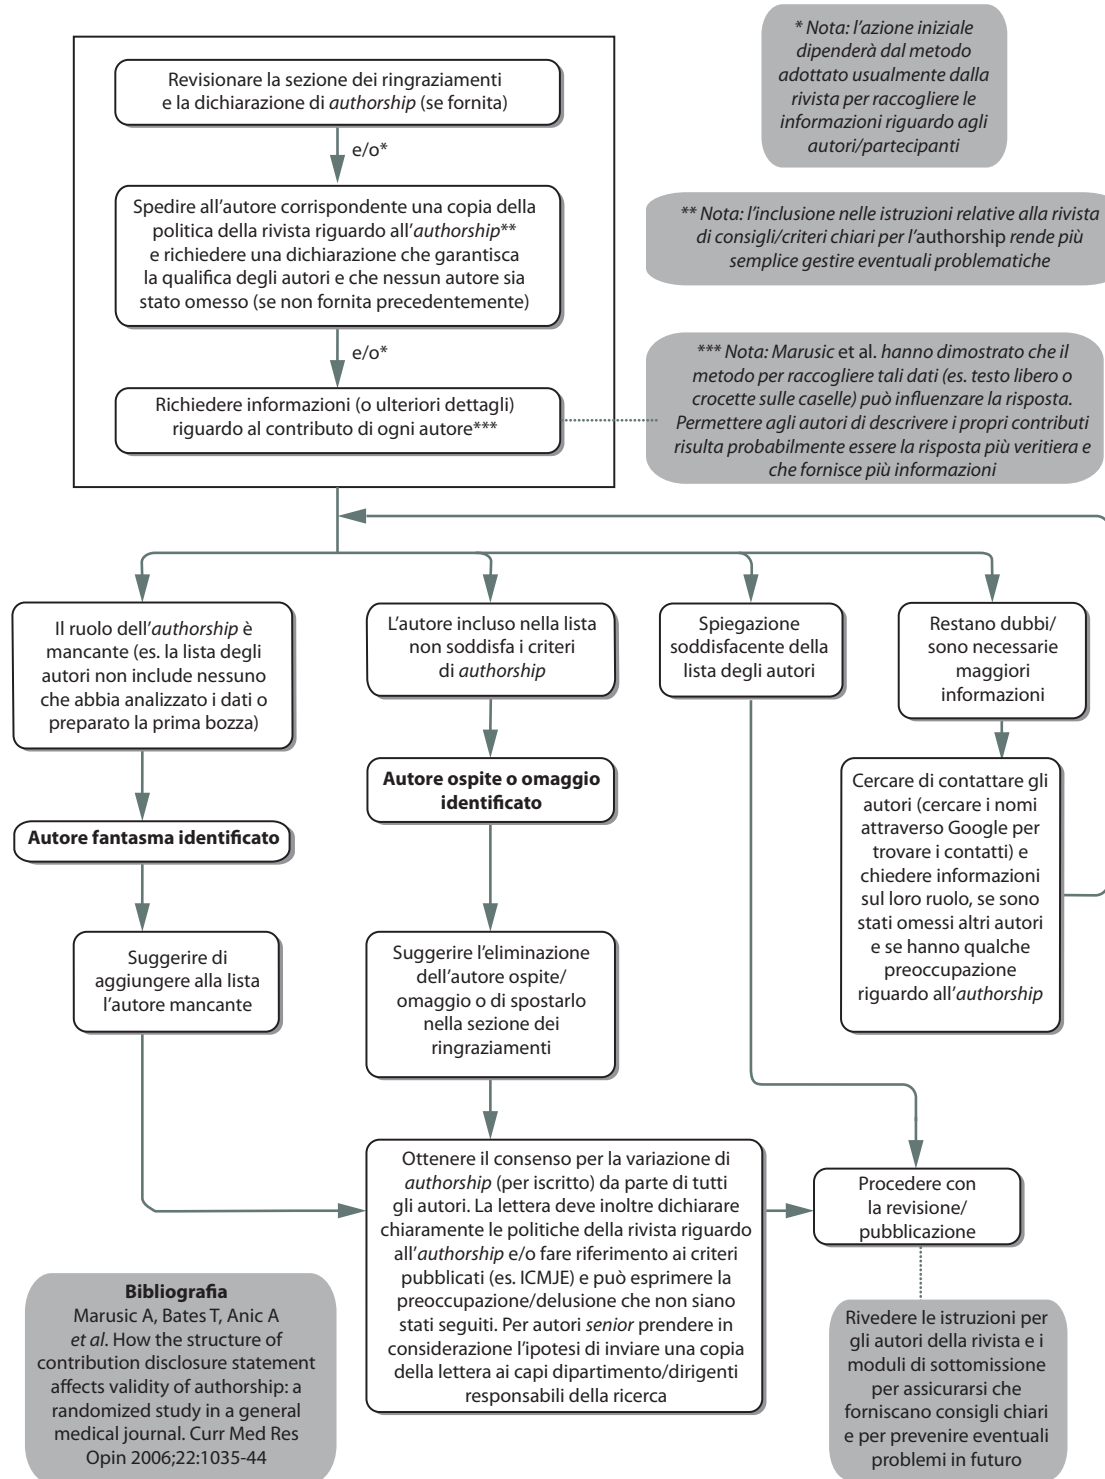 Revisionare la sezione dei ringraziamenti
e la dichiarazione di authorship (se fornita)
e/o*
Spedire all'autore corrispondente una copia della
politica della rivista riguardo all'authorship**
e richiedere una dichiarazione che garantisca
la qualifica degli autori e che nessun autore sia
stato omesso (se non fornita precedentemente)
e/o*
Richiedere informazioni (o ulteriori dettagli)
riguardo al contributo di ogni autore***
* Nota: l'azione iniziale
dipenderà dal metodo
adottato usualmente dalla
rivista per raccogliere le
informazioni riguardo agli
autori/partecipanti
** Nota: l'inclusione nelle istruzioni relative alla rivista
di consigli/criteri chiari per l'authorship rende più
semplice gestire eventuali problematiche
*** Nota: Marusic et al. hanno dimostrato che il
metodo per raccogliere tali dati (es. testo libero o
crocette sulle caselle) può influenzare la risposta.
Permettere agli autori di descrivere i propri contributi
risulta probabilmente essere la risposta più veritiera e
che fornisce più informazioni
Il ruolo dell'authorship è
mancante (es. la lista degli
autori non include nessuno
che abbia analizzato i dati o
preparato la prima bozza)
Autore fantasma identificato
Suggerire di
aggiungere alla lista
l'autore mancante
L'autore incluso nella lista
non soddisfa i criteri
di authorship
Autore ospite o omaggio
identificato
Suggerire l'eliminazione
dell'autore ospite/
omaggio o di spostarlo
nella sezione dei
ringraziamenti
Spiegazione
soddisfacente della
lista degli autori
Restano dubbi/
sono necessarie
maggiori
informazioni
Cercare di contattare gli
autori (cercare i nomi
attraverso Google per
trovare i contatti) e
chiedere informazioni
sul loro ruolo, se sono
stati omessi altri autori
e se hanno qualche
preoccupazione
riguardo all'authorship
Ottenere il consenso per la variazione di
authorship (per iscritto) da parte di tutti
gli autori. La lettera deve inoltre dichiarare
chiaramente le politiche della rivista riguardo
all'authorship e/o fare riferimento ai criteri
pubblicati (es. ICMJE) e può esprimere la
preoccupazione/delusione che non siano
stati seguiti. Per autori senior prendere in
considerazione l'ipotesi di inviare una copia
della lettera ai capi dipartimento/dirigenti
responsabili della ricerca
Procedere con
la revisione/
pubblicazione
Bibliografia
Marusic A, Bates T, Anic A
et al. How the structure of
contribution disclosure statement
affects validity of authorship: a
randomized study in a general
medical journal. Curr Med Res
Opin 2006;22:1035-44
Rivedere le istruzioni per
gli autori della rivista e i
moduli di sottomissione
per assicurarsi che
forniscano consigli chiari
e per prevenire eventuali
problemi in futuro